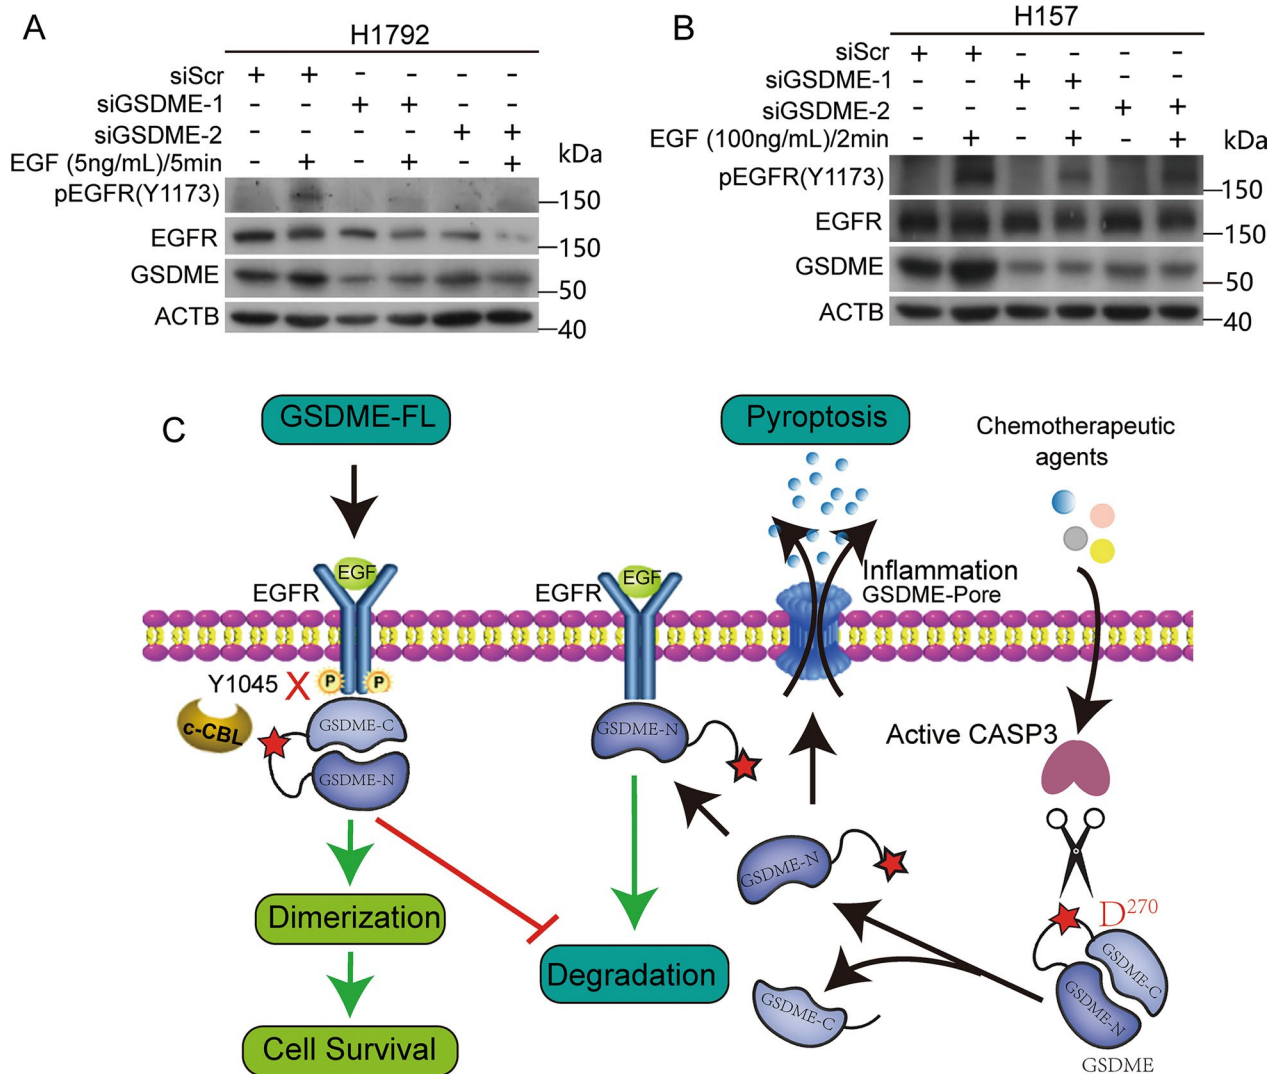 A
H1792
siScr + + - - - -
siGSDME-1 - - + + - -
siGSDME-2 - - - - + +
EGF (5ng/mL)/5min - + - + - +
kDa
pEGFR(Y1173)
150
EGFR
150
GSDME
50
ACTB
40
B
H157
siScr + + - - - -
siGSDME-1 - - + + - -
siGSDME-2 - - - - + +
EGF (100ng/mL)/2min - + - + - +
kDa
pEGFR(Y1173)
150
EGFR
150
GSDME
50
ACTB
40
C
GSDME-FL
Pyroptosis
Chemotherapeutic
agents
EGFR
EGF
EGFR
EGF
Inflammation
GSDME-Pore
Y1045 X P P
c-CBL
GSDME-C
GSDME-N
GSDME-N
Active CASP3
GSDME-N
Dimerization
D270
Degradation
GSDME-C
GSDME-C
GSDME-N
Cell Survival
GSDME